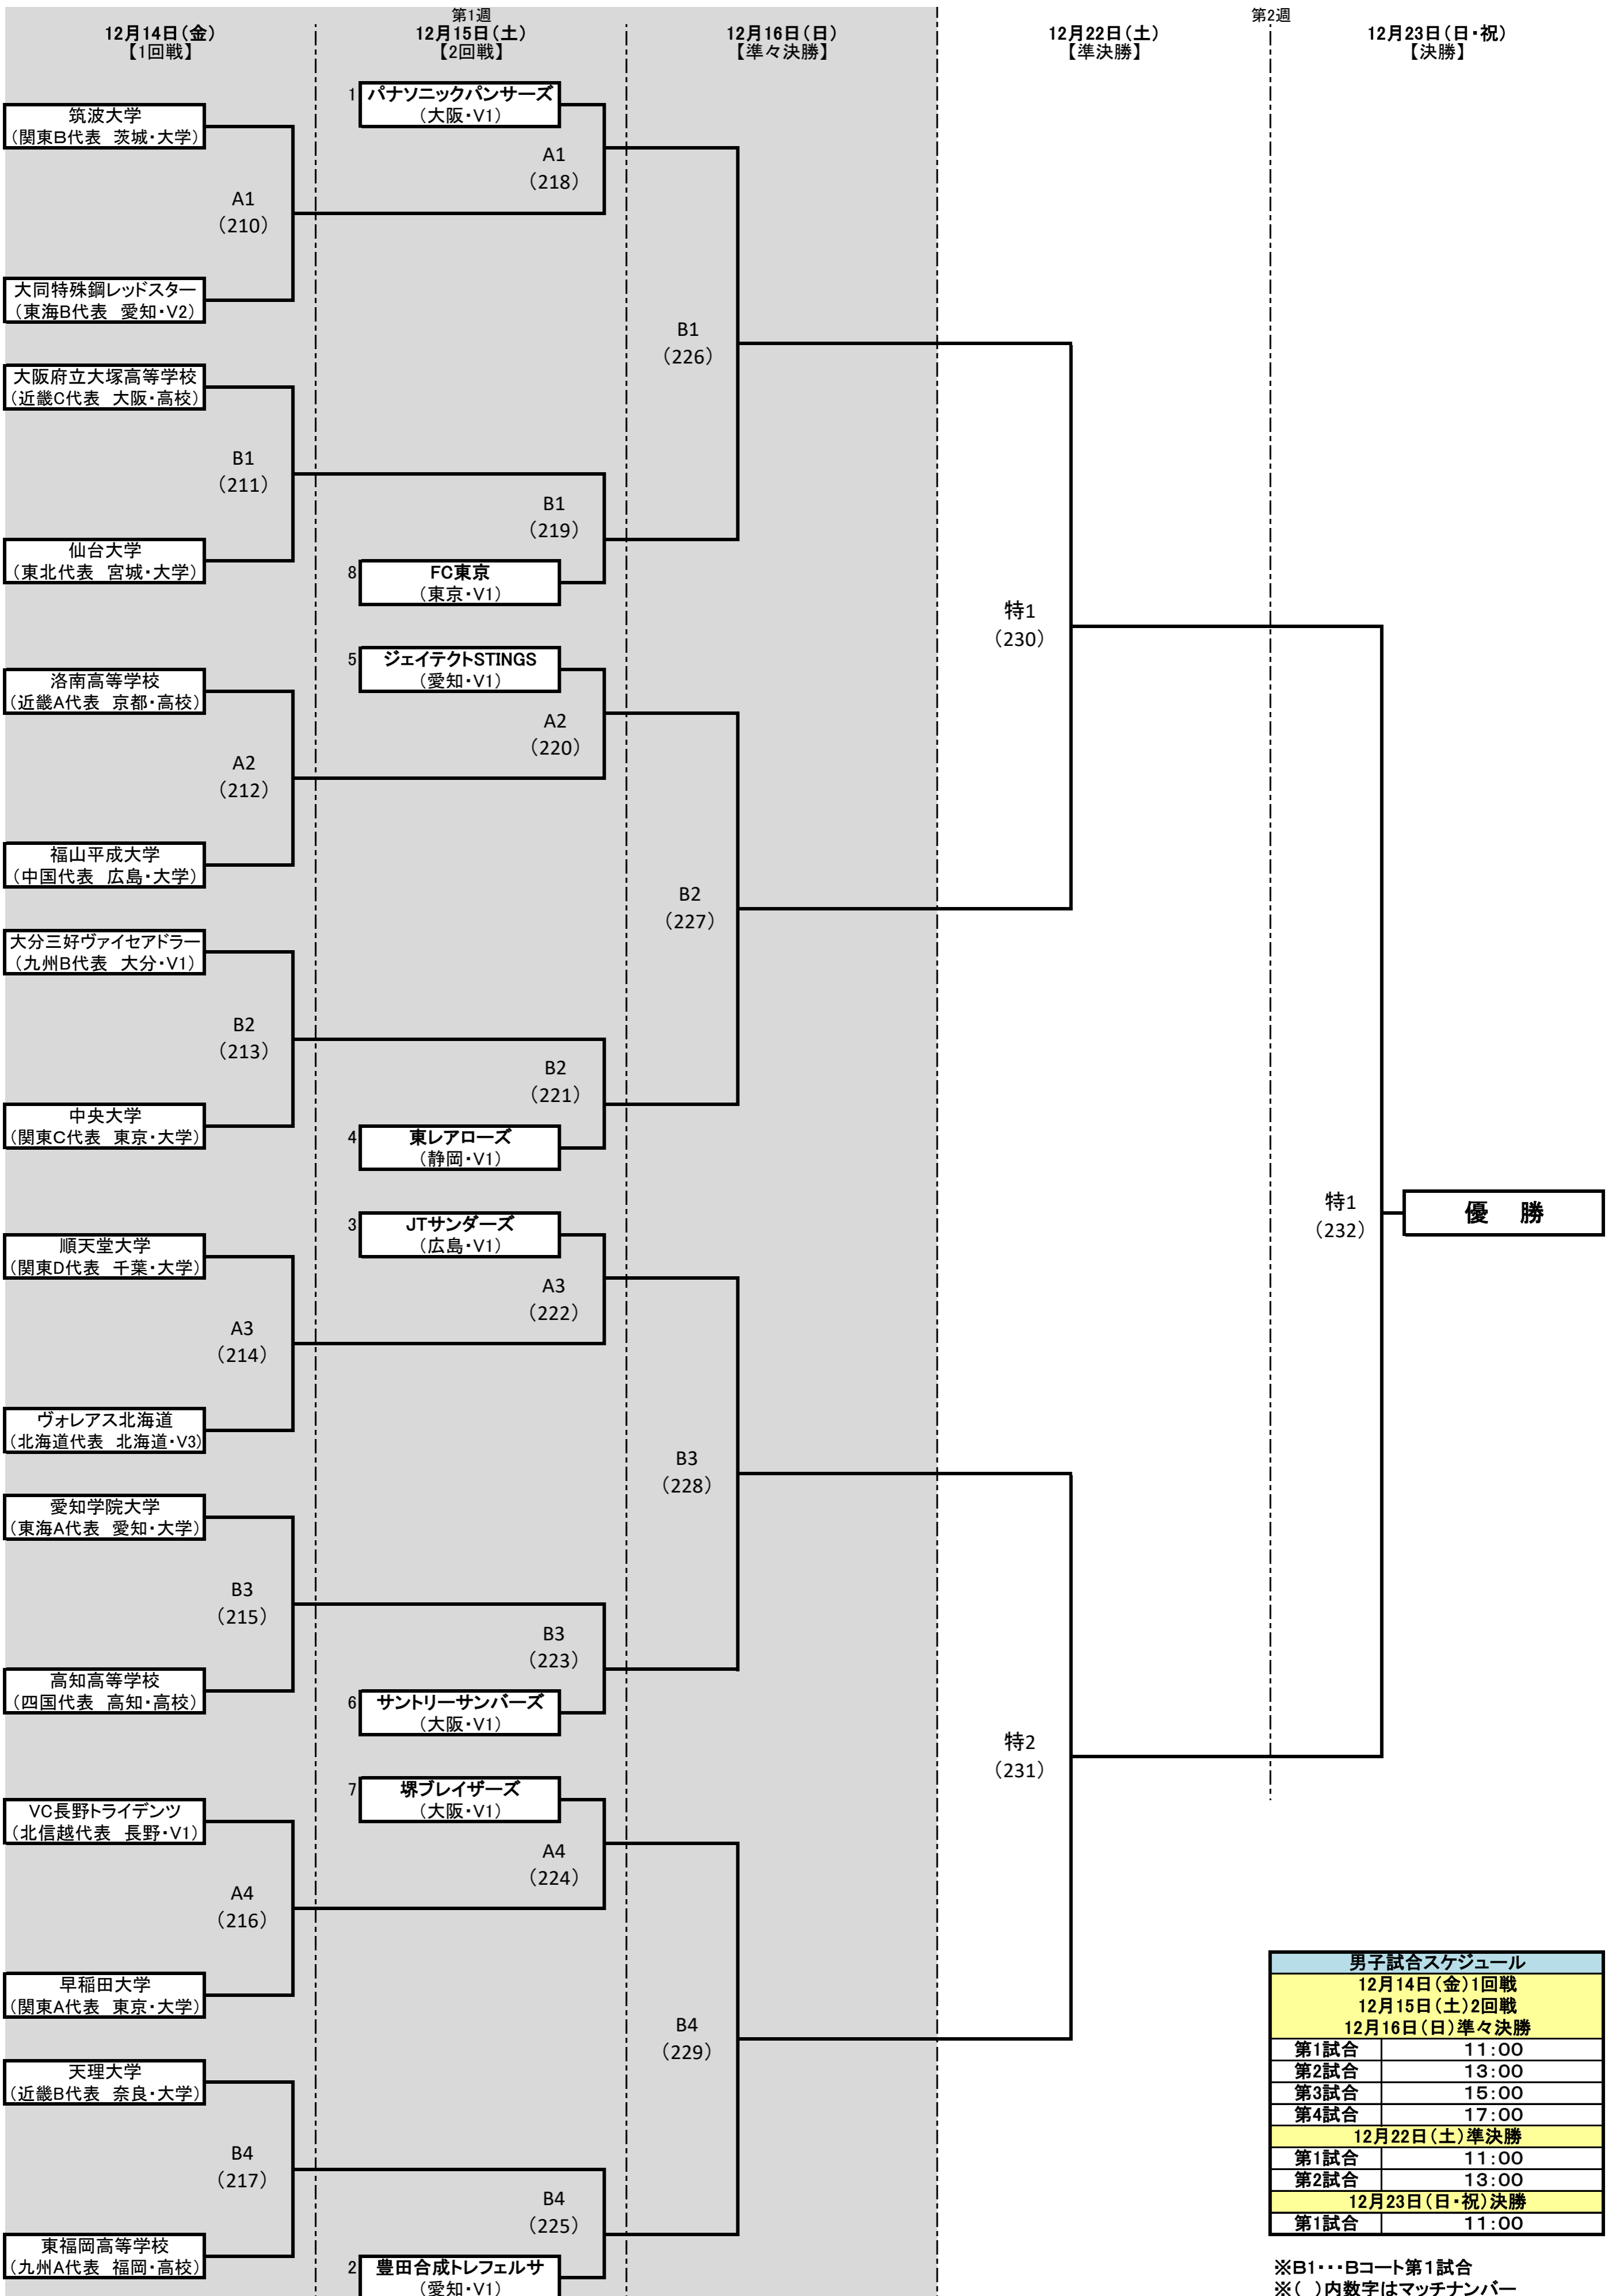 第1週
第2週
12月14日(金)
【1回戦】
12月15日(土)
【2回戦】
12月16日(日)
【準々決勝】
12月22日(土)
【準決勝】
12月23日(日・祝)
【決勝】
筑波大学
(関東B代表 茨城・大学)
A1
(210)
大同特殊鋼レッドスター
(東海B代表 愛知・V2)
大阪府立大塚高等学校
(近畿C代表 大阪・高校)
B1
(211)
仙台大学
(東北代表 宮城・大学)
洛南高等学校
(近畿A代表 京都・高校)
A2
(212)
福山平成大学
(中国代表 広島・大学)
大分三好ヴァイセアドラー
(九州B代表 大分・V1)
B2
(213)
中央大学
(関東C代表 東京・大学)
順天堂大学
(関東D代表 千葉・大学)
A3
(214)
ヴォレアス北海道
(北海道代表 北海道・V3)
愛知学院大学
(東海A代表 愛知・大学)
B3
(215)
高知高等学校
(四国代表 高知・高校)
VC長野トライデンツ
(北信越代表 長野・V1)
A4
(216)
早稲田大学
(関東A代表 東京・大学)
天理大学
(近畿B代表 奈良・大学)
B4
(217)
東福岡高等学校
(九州A代表 福岡・高校)
1 パナソニックパンサーズ
(大阪・V1)
A1
(218)
B1
(219)
8 FC東京
(東京・V1)
5 ジェイテクトSTINGS
(愛知・V1)
A2
(220)
B2
(221)
4 東レアローズ
(静岡・V1)
3 JTサンダーズ
(広島・V1)
A3
(222)
B3
(223)
6 サントリーサンバーズ
(大阪・V1)
7 堺ブレイザーズ
(大阪・V1)
A4
(224)
B4
(225)
2 豊田合成トレフェルサ
(愛知・V1)
B1
(226)
B2
(227)
B3
(228)
B4
(229)
特1
(230)
特2
(231)
特1
(232)
優 勝
男子試合スケジュール
12月14日(金)1回戦
12月15日(土)2回戦
12月16日(日)準々決勝
第1試合 11:00
第2試合 13:00
第3試合 15:00
第4試合 17:00
12月22日(土)準決勝
第1試合 11:00
第2試合 13:00
12月23日(日・祝)決勝
第1試合 11:00
※B1・・・Bコート第1試合
※( )内数字はマッチナンバー